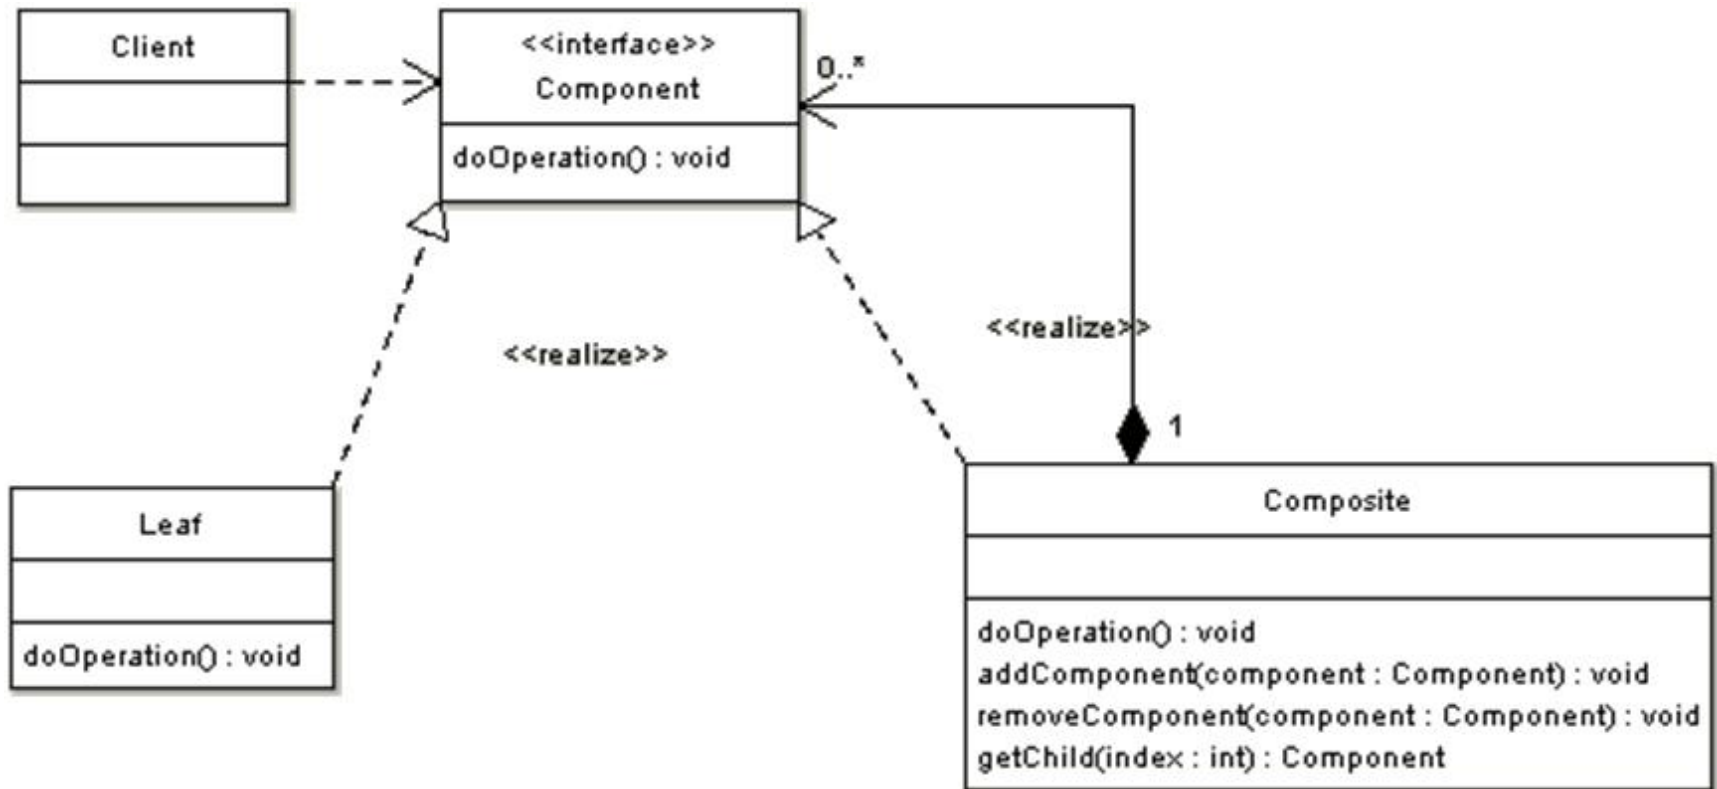 Client
<<interface>>
Component
0..*
doOperation() : void
<<realize>>
<<realize>>
1
Leaf
doOperation() : void
Composite
doOperation() : void
addComponent(component : Component) : void
removeComponent(component : Component) : void
getChild(index : int) : Component